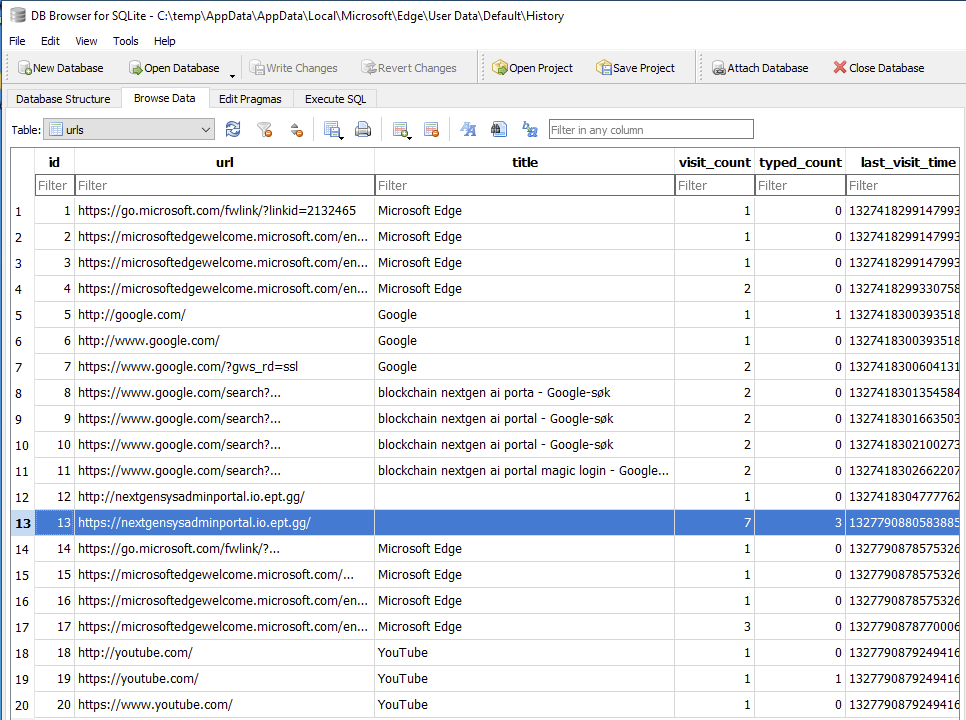 DB Browser for SQLite - C:\temp\AppData\AppData\Local\Microsoft\Edge\User Data\Default\History
File Edit View Tools Help
New Database Open Database Write Changes Revert Changes Open Project Save Project Attach Database Close Database
Database Structure Browse Data Edit Pragmas Execute SQL
Table: urls Filter in any column
id url title visit_count typed_count last_visit_time
Filter Filter Filter Filter Filter Filter
1 1 https://go.microsoft.com/fwlink/?linkid=2132465 Microsoft Edge 1 0 1327418299147993
2 2 https://microsoftedgewelcome.microsoft.com/en... Microsoft Edge 1 0 1327418299147993
3 3 https://microsoftedgewelcome.microsoft.com/en... Microsoft Edge 1 0 1327418299147993
4 4 https://microsoftedgewelcome.microsoft.com/en... Microsoft Edge 2 0 1327418299330758
5 5 http://google.com/ Google 1 1 1327418300393518
6 6 http://www.google.com/ Google 1 0 1327418300393518
7 7 https://www.google.com/?gws_rd=ssl Google 2 0 1327418300604131
8 8 https://www.google.com/search?... blockchain nextgen ai porta - Google-søk 2 0 1327418301354584
9 9 https://www.google.com/search?... blockchain nextgen ai portal - Google-søk 2 0 1327418301663503
10 10 https://www.google.com/search?... blockchain nextgen ai portal - Google-søk 2 0 1327418302100273
11 11 https://www.google.com/search?... blockchain nextgen ai portal magic login - Google... 2 0 1327418302662207
12 12 http://nextgensysadminportal.io.ept.gg/ 1 0 1327418304777762
13 13 https://nextgensysadminportal.io.ept.gg/ 7 3 1327790880583885
14 14 https://go.microsoft.com/fwlink/?... Microsoft Edge 1 0 1327790878575326
15 15 https://microsoftedgewelcome.microsoft.com/... Microsoft Edge 1 0 1327790878575326
16 16 https://microsoftedgewelcome.microsoft.com/en... Microsoft Edge 1 0 1327790878575326
17 17 https://microsoftedgewelcome.microsoft.com/en... Microsoft Edge 3 0 1327790878770006
18 18 http://youtube.com/ YouTube 1 0 1327790879249416
19 19 https://youtube.com/ YouTube 1 1 1327790879249416
20 20 https://www.youtube.com/ YouTube 1 0 1327790879249416